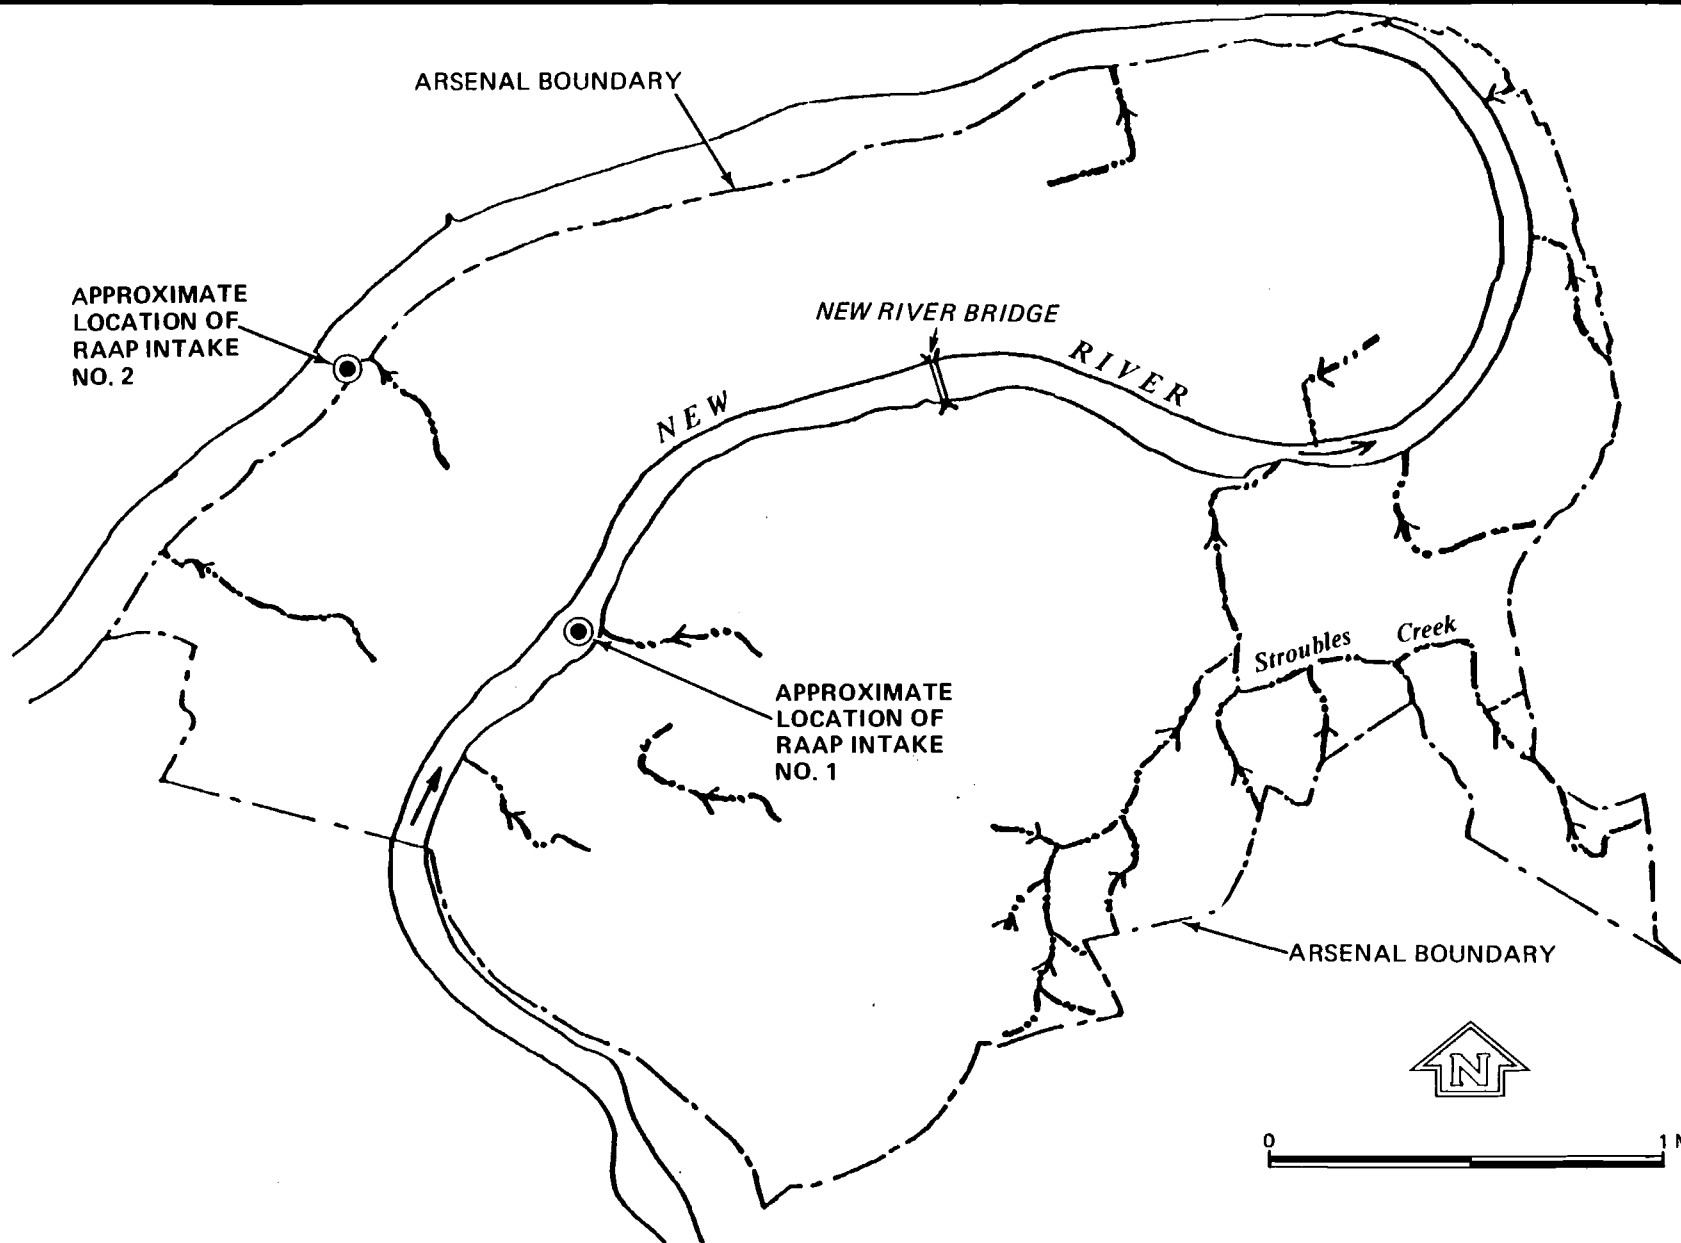 ARSENAL BOUNDARY
APPROXIMATE
LOCATION OF
RAAP INTAKE
NO. 2
NEW RIVER BRIDGE
NEW RIVER
Stroubles Creek
APPROXIMATE
LOCATION OF
RAAP INTAKE
NO. 1
ARSENAL BOUNDARY
N
0 1